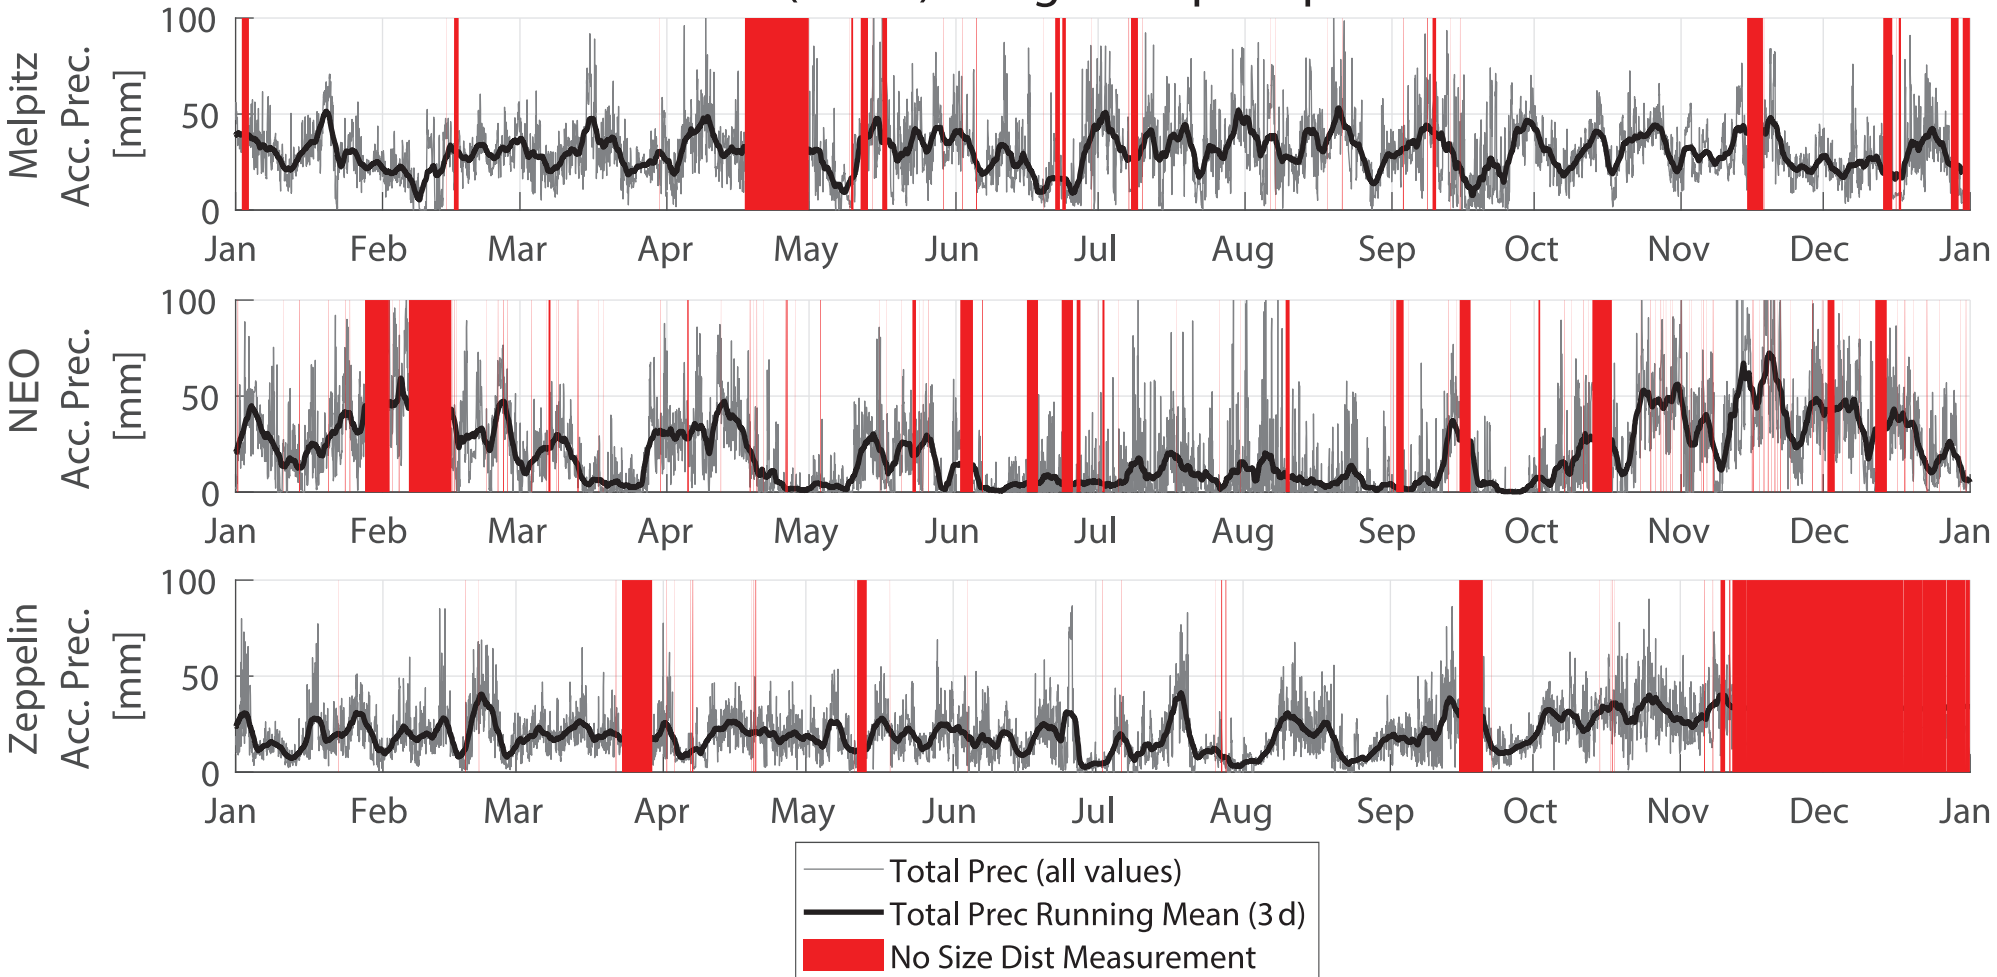 Melpitz
Acc. Prec.
[mm]
100
50
0
Jan Feb Mar Apr May Jun Jul Aug Sep Oct Nov Dec Jan
NEO
Acc. Prec.
[mm]
100
50
0
Jan Feb Mar Apr May Jun Jul Aug Sep Oct Nov Dec Jan
Zeppelin
Acc. Prec.
[mm]
100
50
0
Jan Feb Mar Apr May Jun Jul Aug Sep Oct Nov Dec Jan
Total Prec (all values)
Total Prec Running Mean (3 d)
No Size Dist Measurement